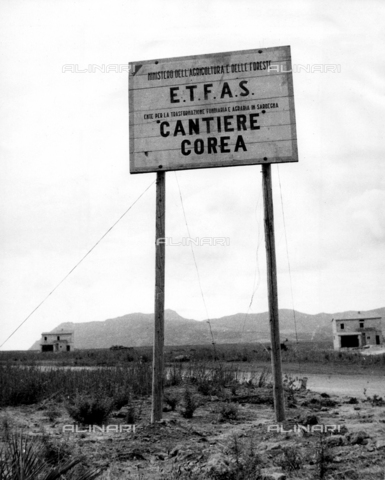 MINISTERO DELL'AGRICOLTURA E DELLE FORESTE
E.T.F.A.S.
ENTE PER LA TRASFORMAZIONE FONDIARIA E AGRARIA IN SARDEGNA
"CANTIERE"
COREA
ALINARI
ALINARI
ALINARI
ALINARI
ALINARI